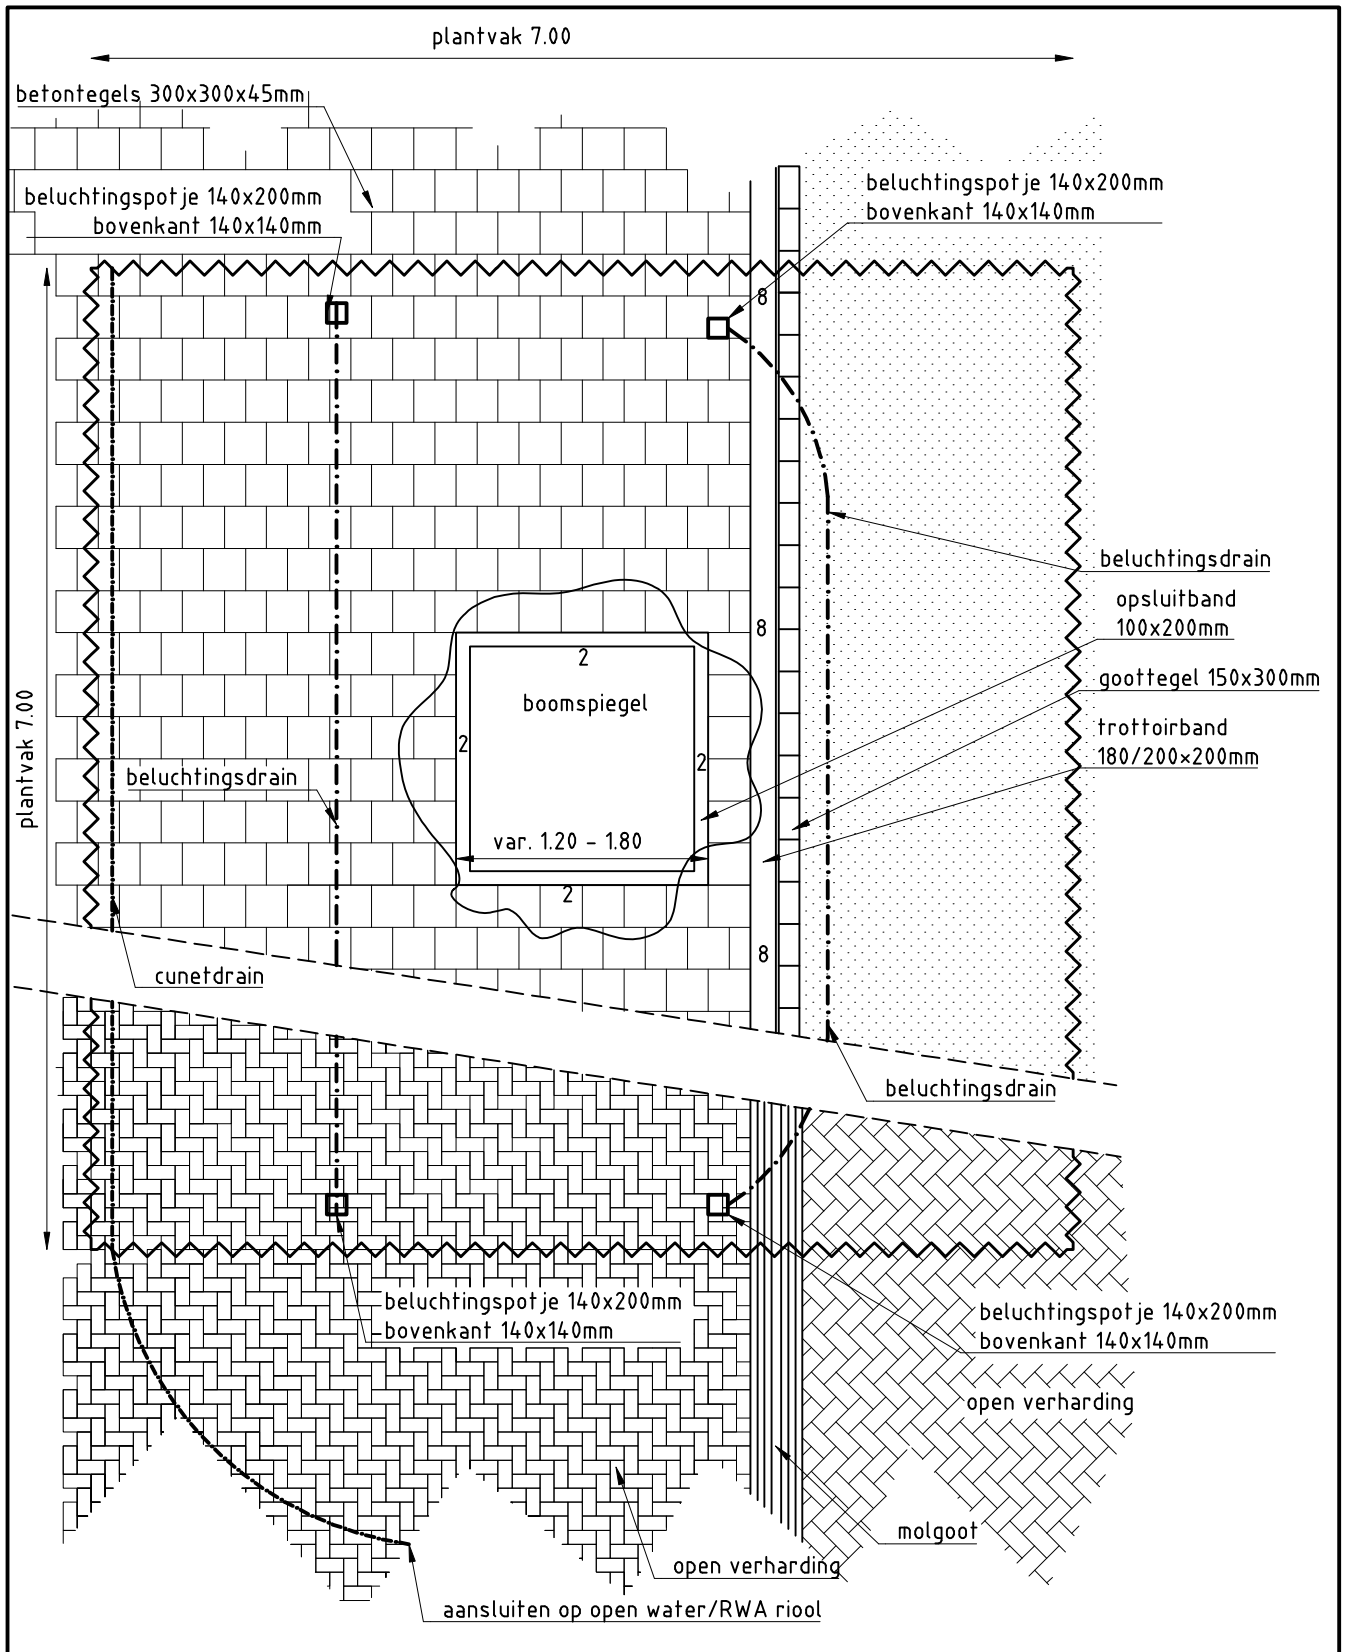 plantvak 7.00
betontegels 300x300x45mm
beluchtingspotje 140x200mm
bovenkant 140x140mm
beluchtingspotje 140x200mm
bovenkant 140x140mm
8
beluchtingsdrain
opsluitband
100x200mm
8
2
goottegel 150x300mm
boomspiegel
plantvak 7.00
trottoirband
180/200x200mm
2
2
beluchtingsdrain
var. 1.20 - 1.80
2
8
cunetdrain
beluchtingsdrain
beluchtingspotje 140x200mm
bovenkant 140x140mm
beluchtingspotje 140x200mm
bovenkant 140x140mm
open verharding
molgoot
open verharding
aansluiten op open water/RWA riool